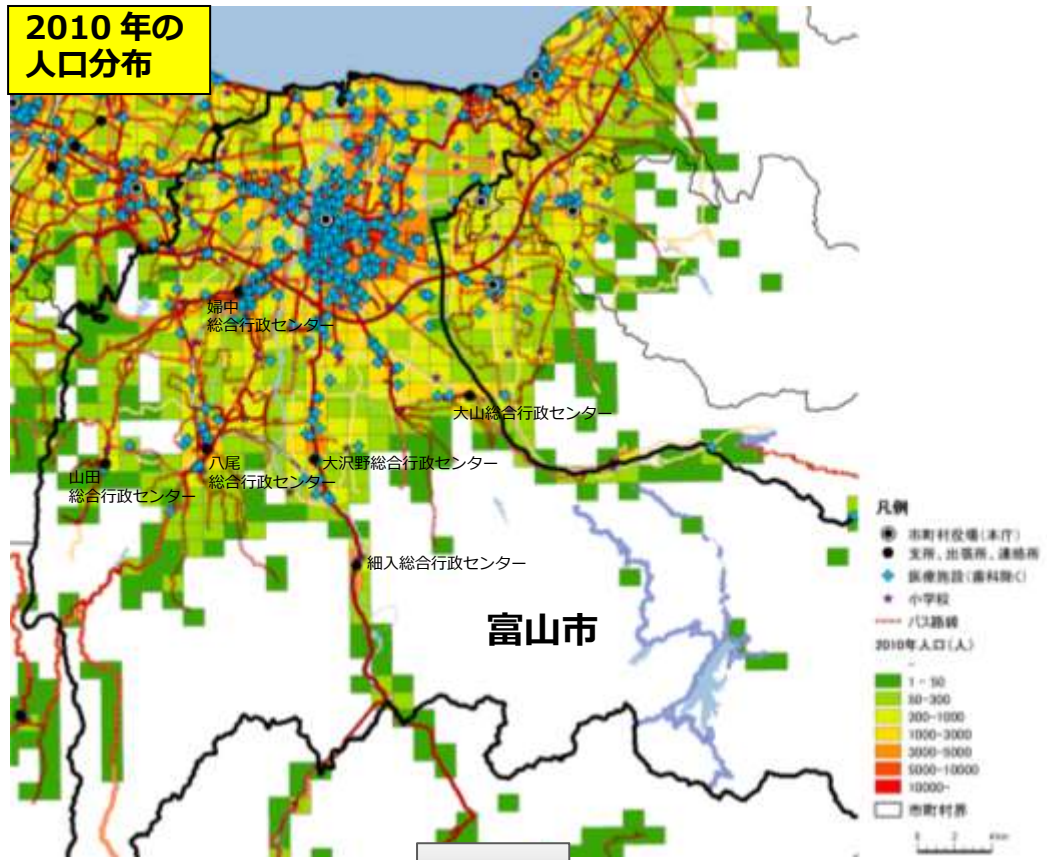 2010 年の
人口分布
婦中
総合行政センター
大山総合行政センター
山田
総合行政センター
八尾
総合行政センター
大沢野総合行政センター
細入総合行政センター
富山市
凡例
市町村役場(本庁)
支所、出張所、連絡所
医療施設(歯科除く)
小学校
バス路線
2010年人口(人)
-
1 - 50
50-300
300-1000
1000-3000
3000-5000
5000-10000
10000-
市町村界
0 2 4km